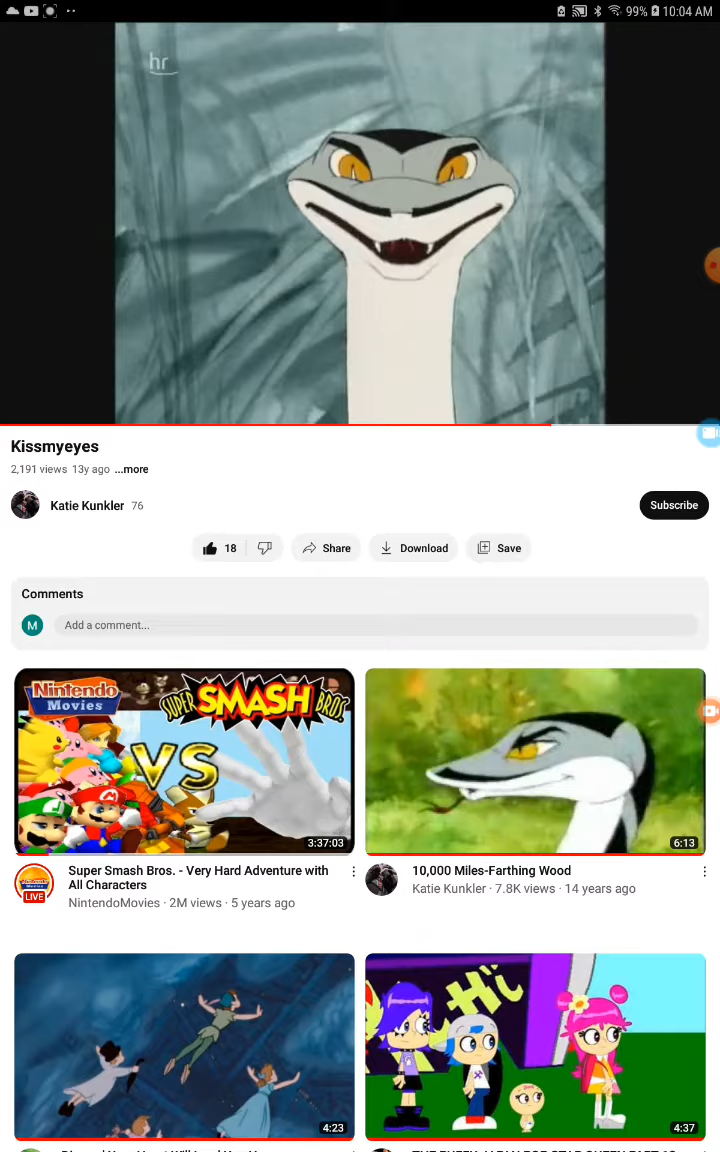 99% 10:04 AM
hr
Kissmyeyes
2,191 views 13y ago ...more
Katie Kunkler 76
Subscribe
18
Share
Download
Save
Comments
M
Add a comment...
Nintendo
Movies
SUPER SMASH BROS.
VS
3:37:03
6:13
Super Smash Bros. - Very Hard Adventure with
All Characters
NintendoMovies · 2M views · 5 years ago
LIVE
10,000 Miles-Farthing Wood
Katie Kunkler · 7.8K views · 14 years ago
Hi
4:23
4:37